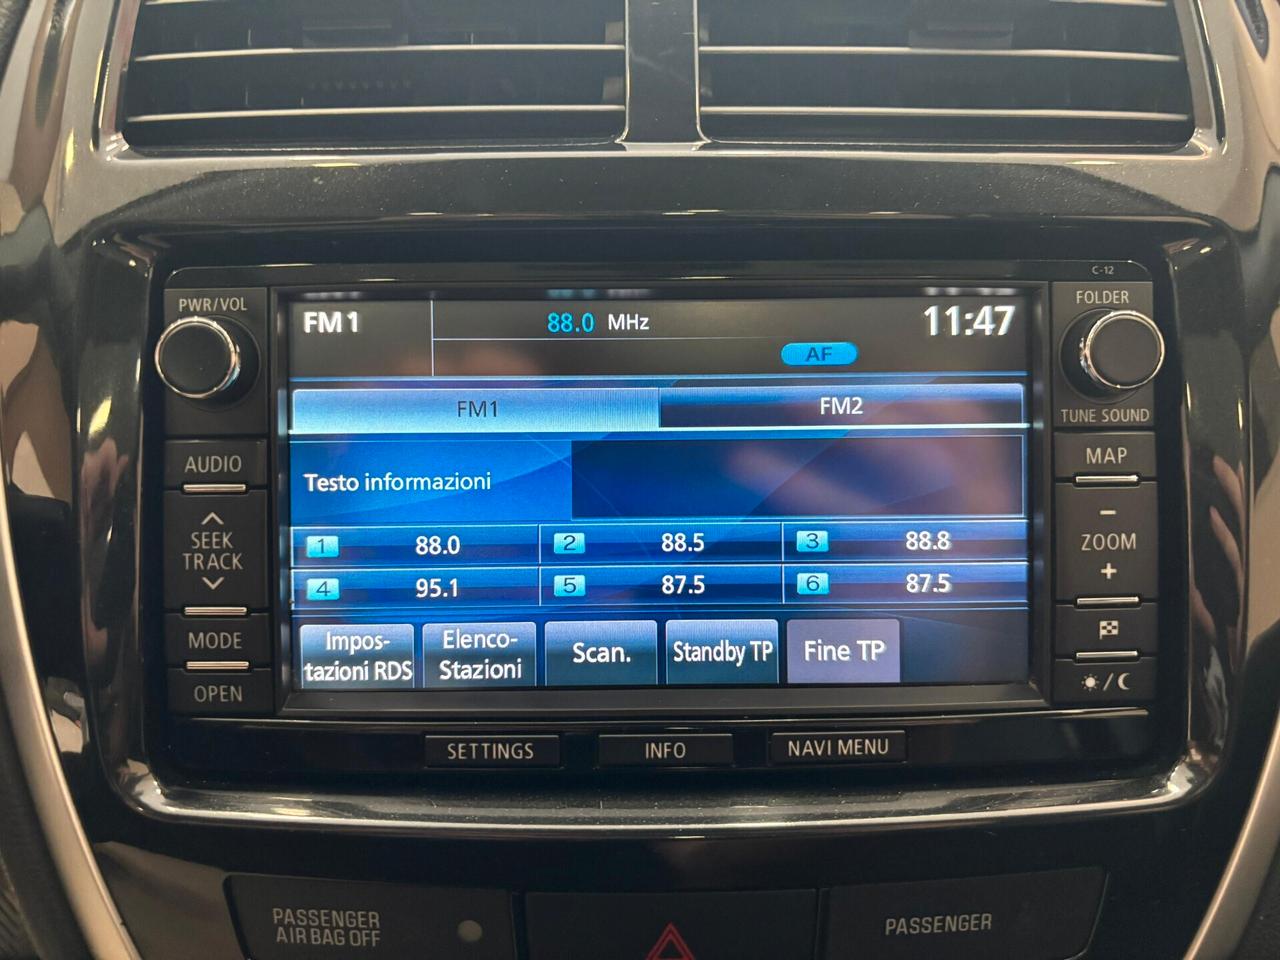 C-12
PWR/VOL
FOLDER
FM1
88.0 MHz
11:47
AF
TUNE SOUND
FM1
FM2
AUDIO
MAP
Testo informazioni
SEEK
TRACK
−
ZOOM
+
1 88.0
2 88.5
3 88.8
4 95.1
5 87.5
6 87.5
MODE
OPEN
Impos-
tazioni RDS
Elenco-
Stazioni
Scan.
Standby TP
Fine TP
SETTINGS
INFO
NAVI MENU
PASSENGER
AIR BAG OFF
PASSENGER